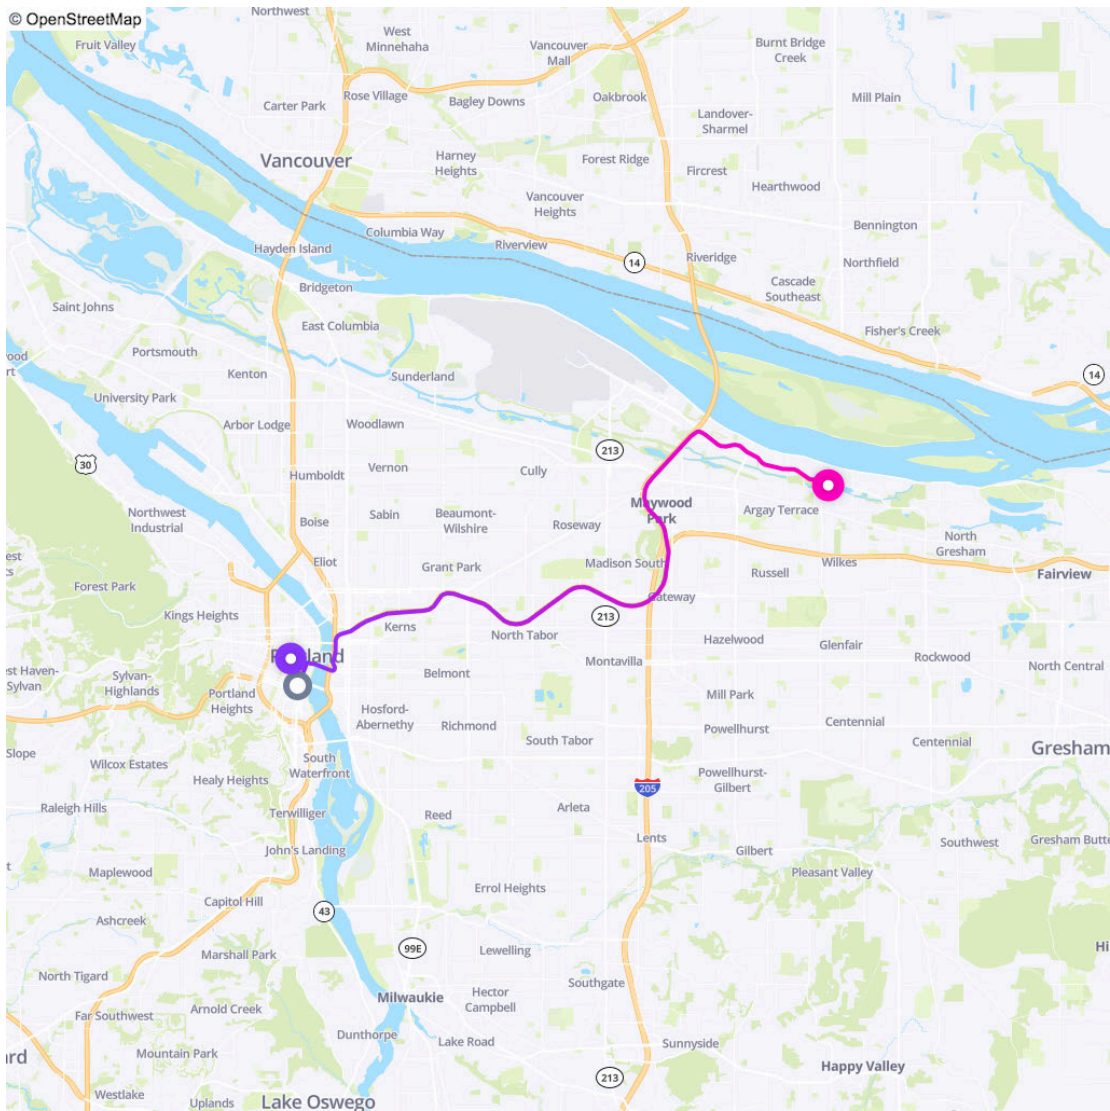 © OpenStreetMap
Northwest
Fruit Valley
West
Minnehaha
Vancouver
Mall
Burnt Bridge
Creek
Carter Park
Rose Village
Bagley Downs
Oakbrook
Mill Plain
Landover-
Sharmel
Vancouver
Harney
Heights
Forest Ridge
Fircrest
Hearthwood
Vancouver
Heights
Bennington
Columbia Way
Hayden Island
Riverview
14
Riveridge
Northfield
Bridgeton
Cascade
Southeast
Saint Johns
East Columbia
Fisher's Creek
Portsmouth
Kenton
Sunderland
14
University Park
Arbor Lodge
Woodlawn
213
30
Humboldt
Vernon
Cully
Northwest
Industrial
Boise
Sabin
Beaumont-
Wilshire
Roseway
Maywood
Park
Argay Terrace
North
Gresham
Eliot
Grant Park
Madison South
Russell
Wilkes
Fairview
Forest Park
Kings Heights
Kerns
213
Gateway
North Tabor
Hazelwood
Glenfair
Rockwood
North Central
est Haven-
Sylvan
Sylvan-
Highlands
Portland
Heights
Belmont
Montavilla
Mill Park
Hosford-
Abernethy
Richmond
Powellhurst
Centennial
Centennial
Gresham
Slope
Wilcox Estates
South
Waterfront
South Tabor
Healy Heights
Powellhurst-
Gilbert
205
Raleigh Hills
Terwilliger
Reed
Arleta
Lents
Gilbert
Southwest
Gresham Butte
John's Landing
Maplewood
Pleasant Valley
Errol Heights
Capitol Hill
43
Ashcreek
99E
Lewelling
Marshall Park
North Tigard
Southgate
Milwaukie
Hector
Campbell
Arnold Creek
Far Southwest
Dunthorpe
Lake Road
Sunnyside
Mountain Park
Happy Valley
213
Westlake
Uplands
Lake Oswego